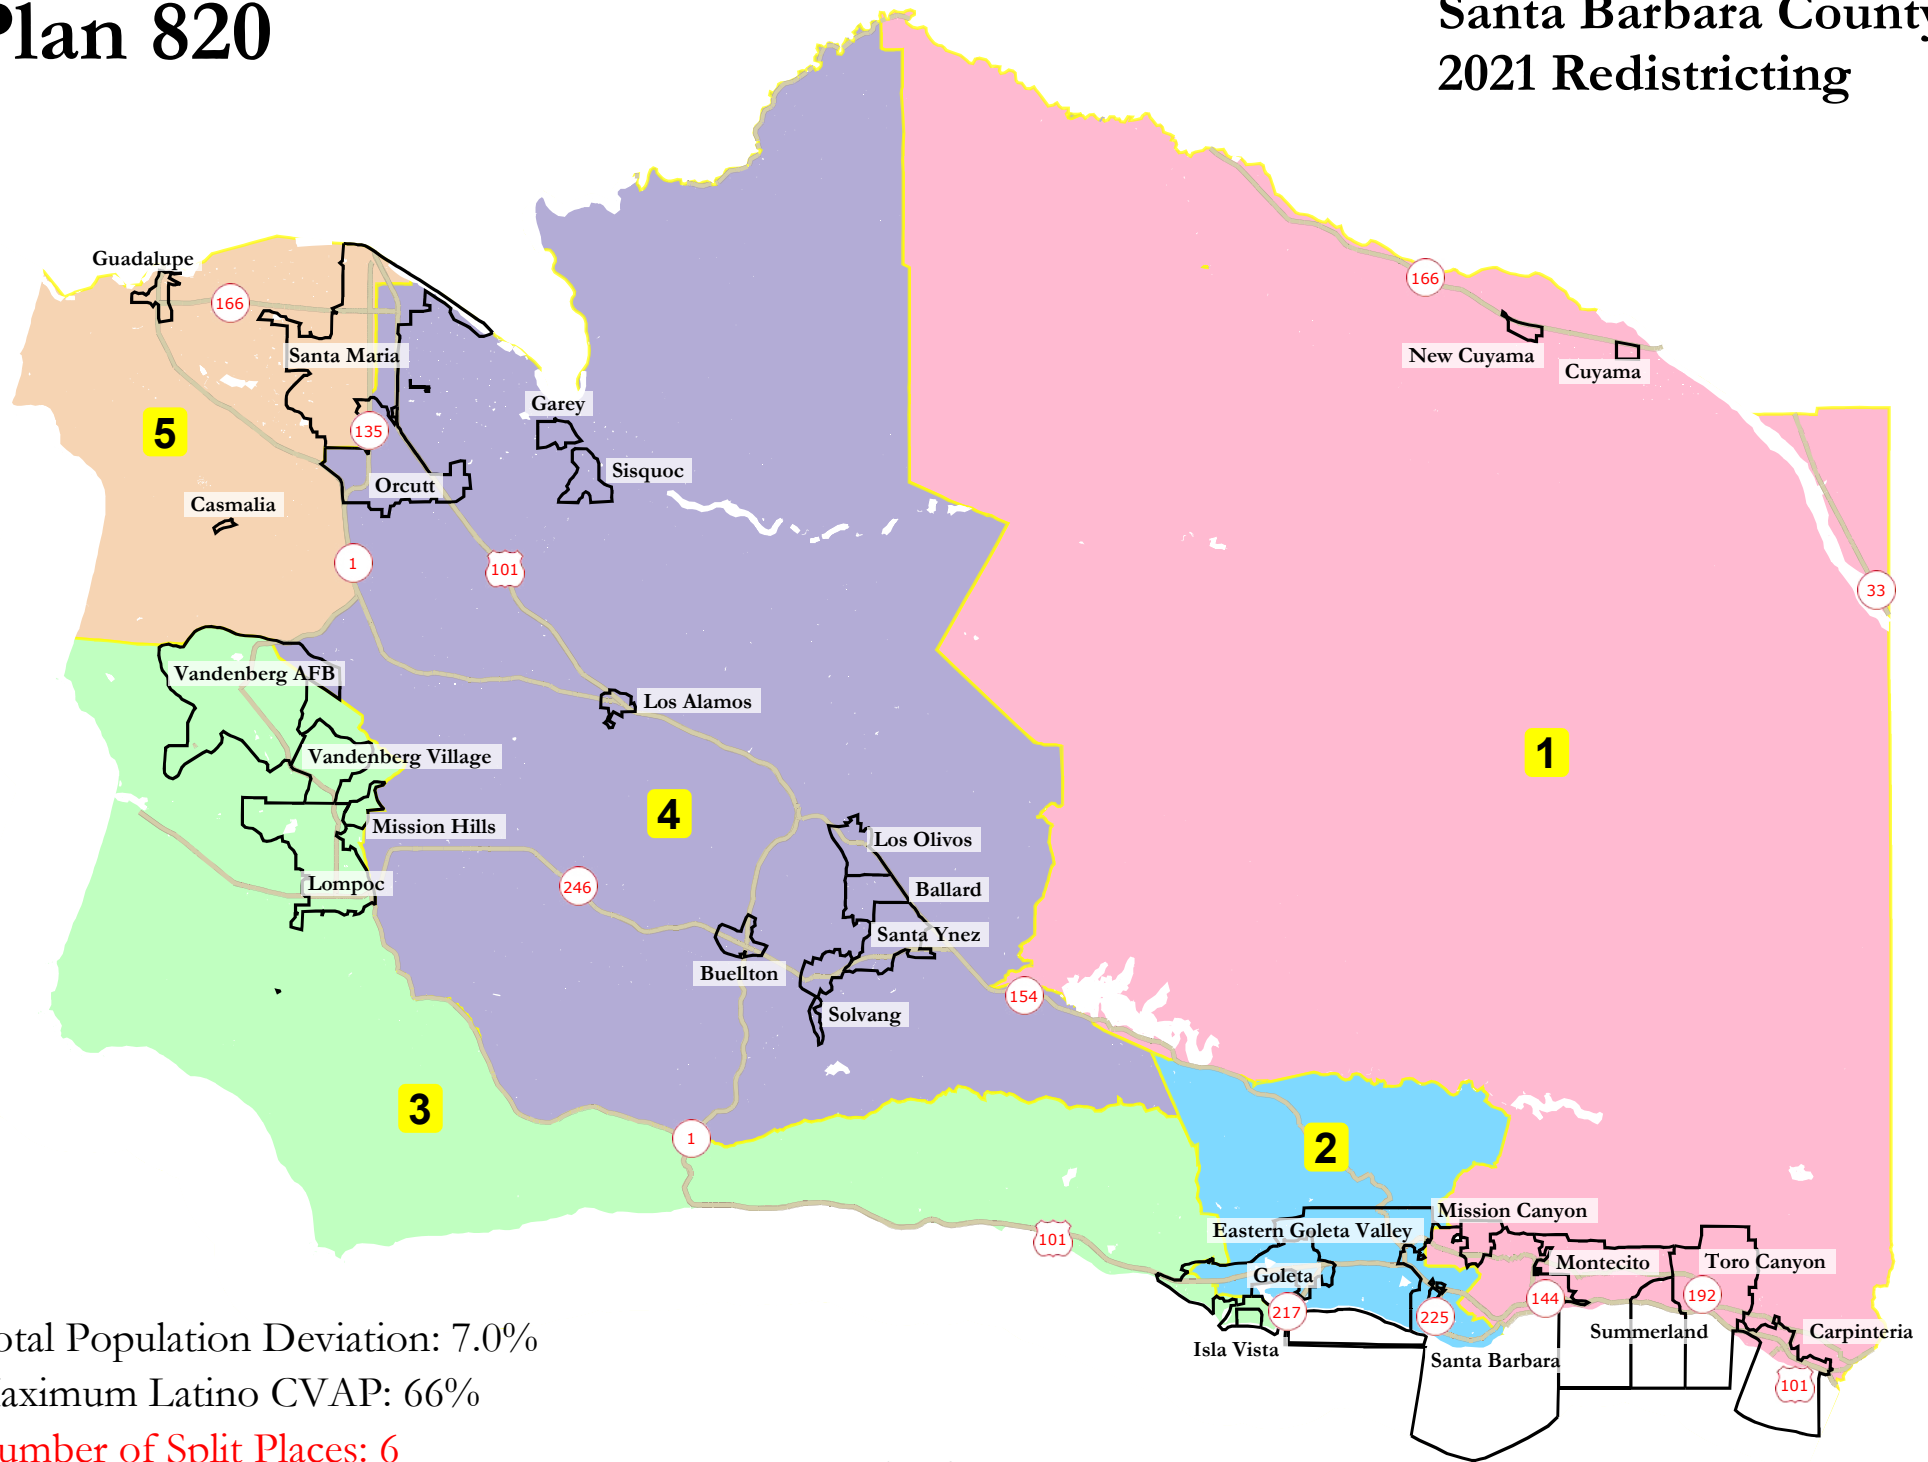 Plan 820
Santa Barbara County
2021 Redistricting
Guadalupe
166
166
Santa Maria
New Cuyama
Cuyama
Garey
5
135
Sisquoc
Orcutt
Casmalia
1
101
33
Vandenberg AFB
Los Alamos
Vandenberg Village
1
4
Mission Hills
Los Olivos
Lompoc
246
Ballard
Santa Ynez
Buellton
154
Solvang
3
1
2
Mission Canyon
Eastern Goleta Valley
101
Goleta
Montecito
Toro Canyon
217
225
144
192
Isla Vista
Summerland
Carpinteria
Santa Barbara
101
otal Population Deviation: 7.0%
aximum Latino CVAP: 66%
umber of Split Places: 6